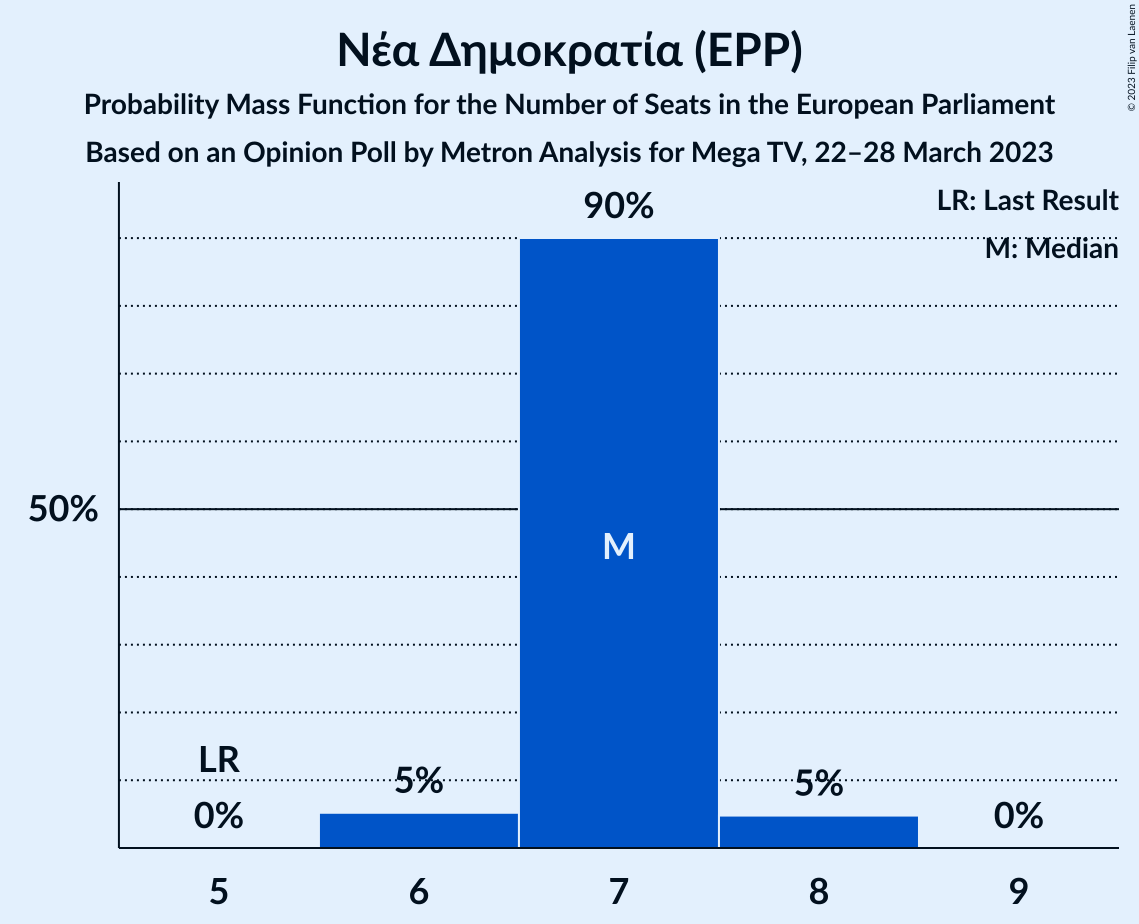 Νέα Δημοκρατία (EPP)
Probability Mass Function for the Number of Seats in the European Parliament
Based on an Opinion Poll by Metron Analysis for Mega TV, 22–28 March 2023
© 2023 Filip van Laenen
LR: Last Result
M: Median
90%
50%
M
LR
0%
5%
5%
0%
5
6
7
8
9